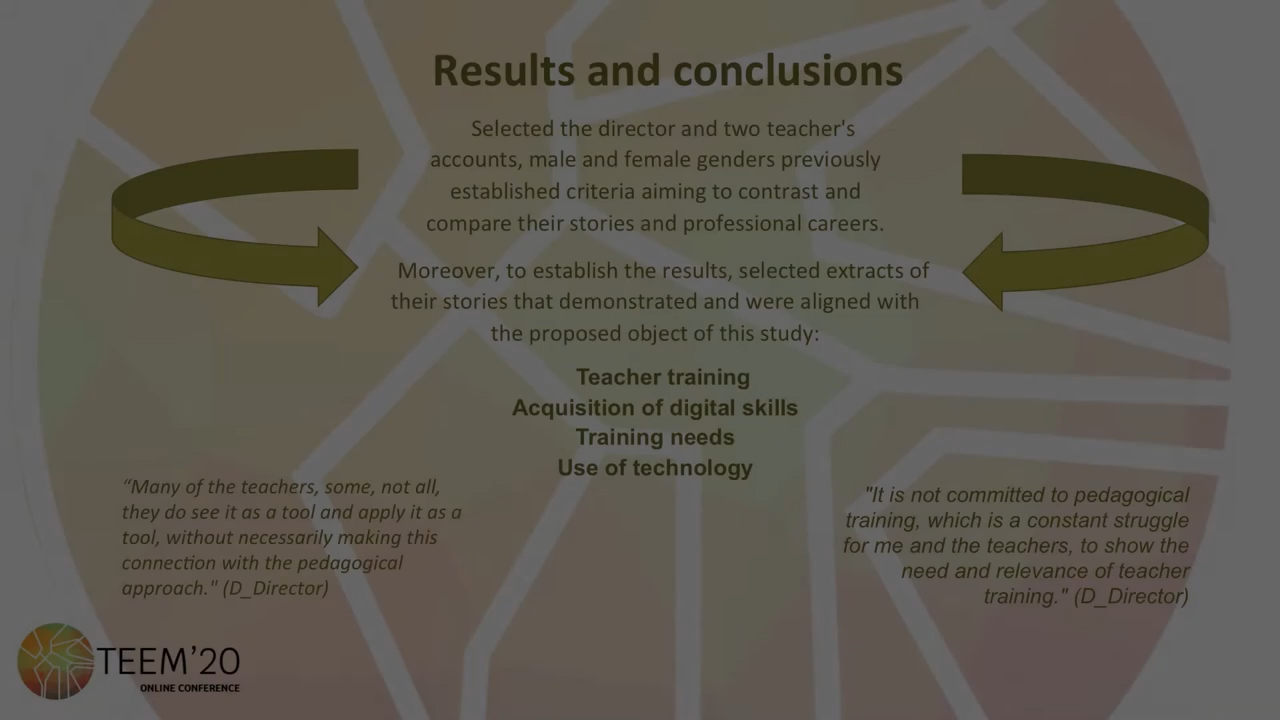 Results and conclusions
Selected the director and two teacher's
accounts, male and female genders previously
established criteria aiming to contrast and
compare their stories and professional careers.
Moreover, to establish the results, selected extracts of
their stories that demonstrated and were aligned with
the proposed object of this study:
Teacher training
Acquisition of digital skills
Training needs
Use of technology
“Many of the teachers, some, not all,
they do see it as a tool and apply it as a
tool, without necessarily making this
connection with the pedagogical
approach." (D_Director)
"It is not committed to pedagogical
training, which is a constant struggle
for me and the teachers, to show the
need and relevance of teacher
training." (D_Director)
TEEM’20
ONLINE CONFERENCE